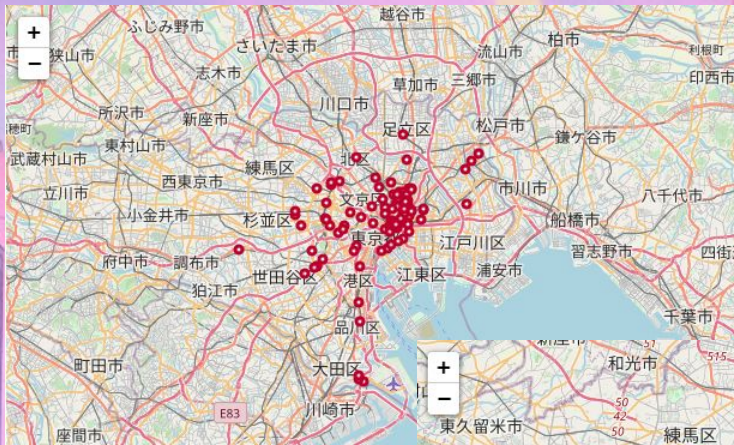 越谷市
柏市
ふじみ野市
+
さいたま市
流山市
利根町
狭山市
−
志木市
草加市
三郷市
印西市
川口市
所沢市
新座市
足立区
松戸市
鎌ケ谷市
東村山市
武蔵村山市
北区
練馬区
西東京市
市川市
八千代市
立川市
文京区
小金井市
杉並区
船橋市
東京
江戸川区
習志野市
府中市
調布市
浦安市
世田谷区
港区
江東区
狛江市
千葉市
品川区
町田市
大田区
和光市
515
+
−
E83
川崎市
50
42
50
東久留米市
練馬区
座間市